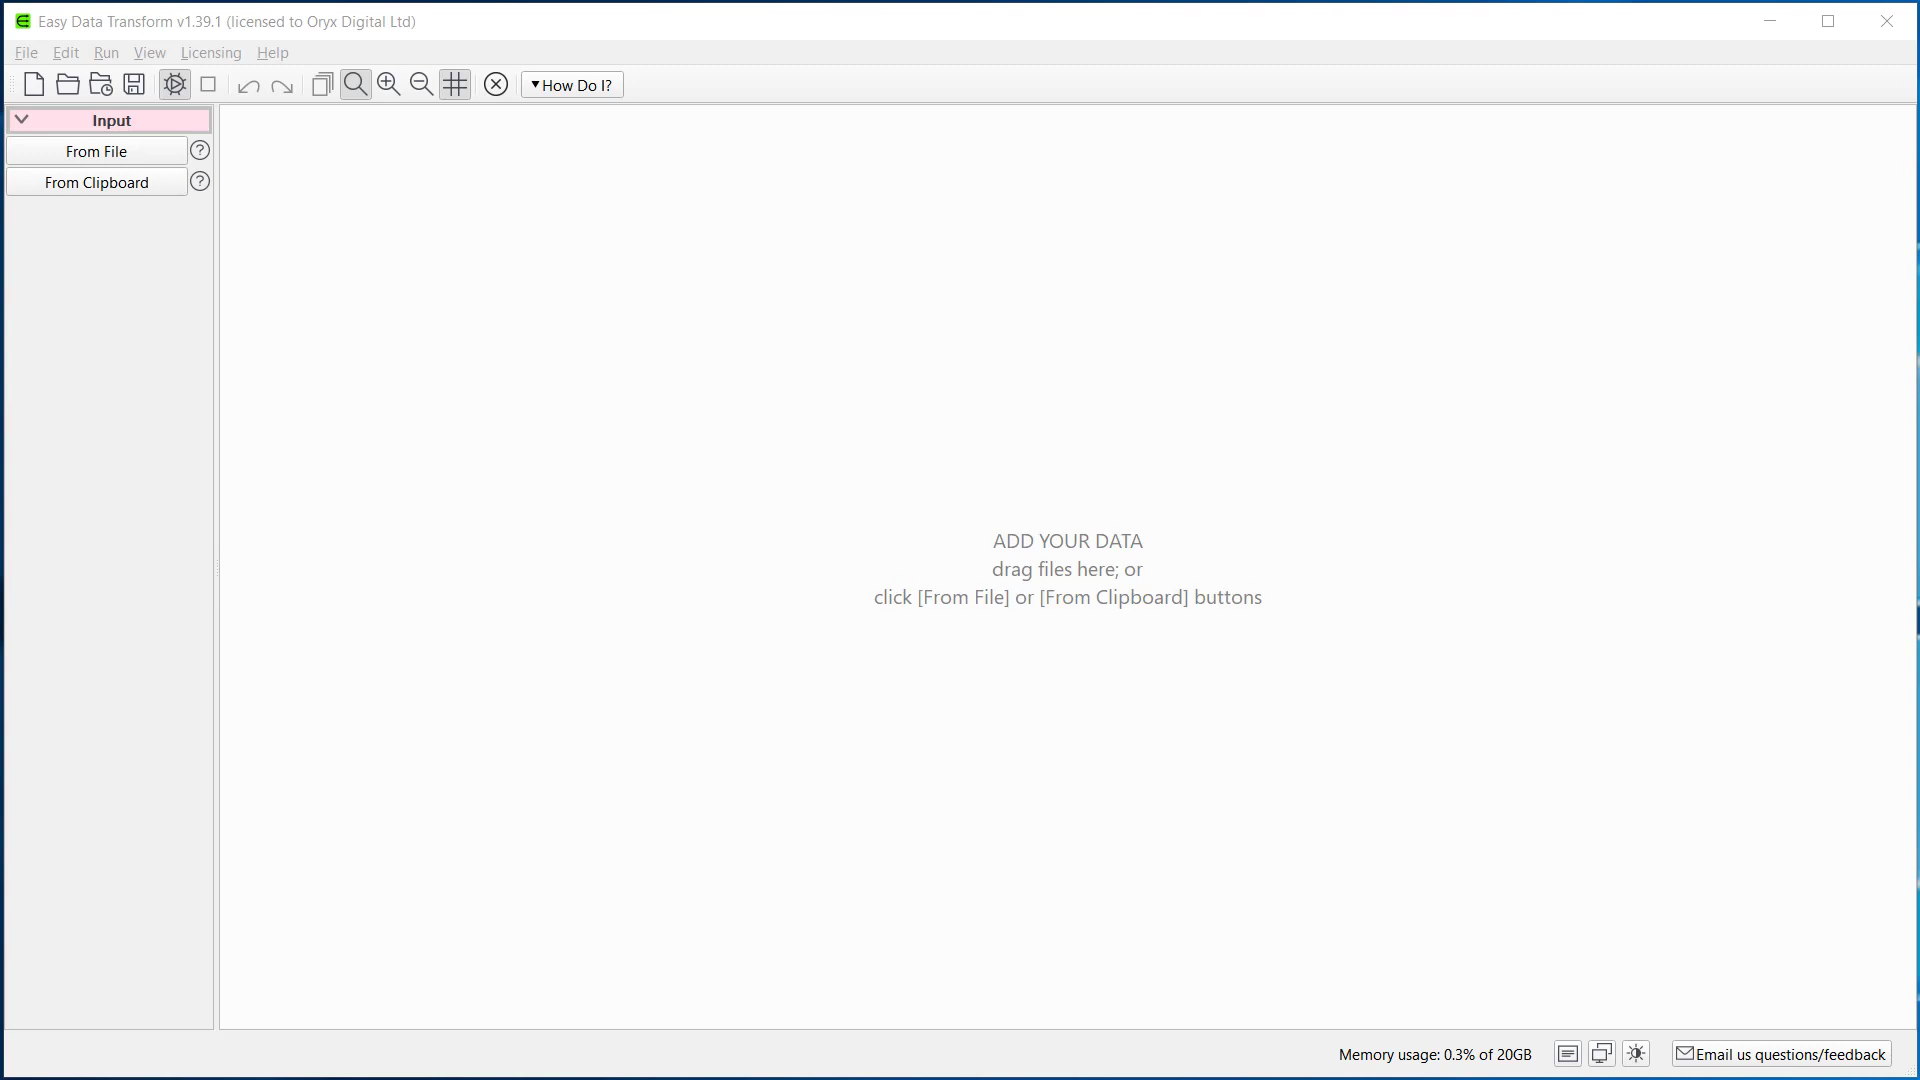 Easy Data Transform v1.39.1 (licensed to Oryx Digital Ltd)
File Edit Run View Licensing Help
▾How Do I?
Input
From File
From Clipboard
ADD YOUR DATA
drag files here; or
click [From File] or [From Clipboard] buttons
Memory usage: 0.3% of 20GB
Email us questions/feedback